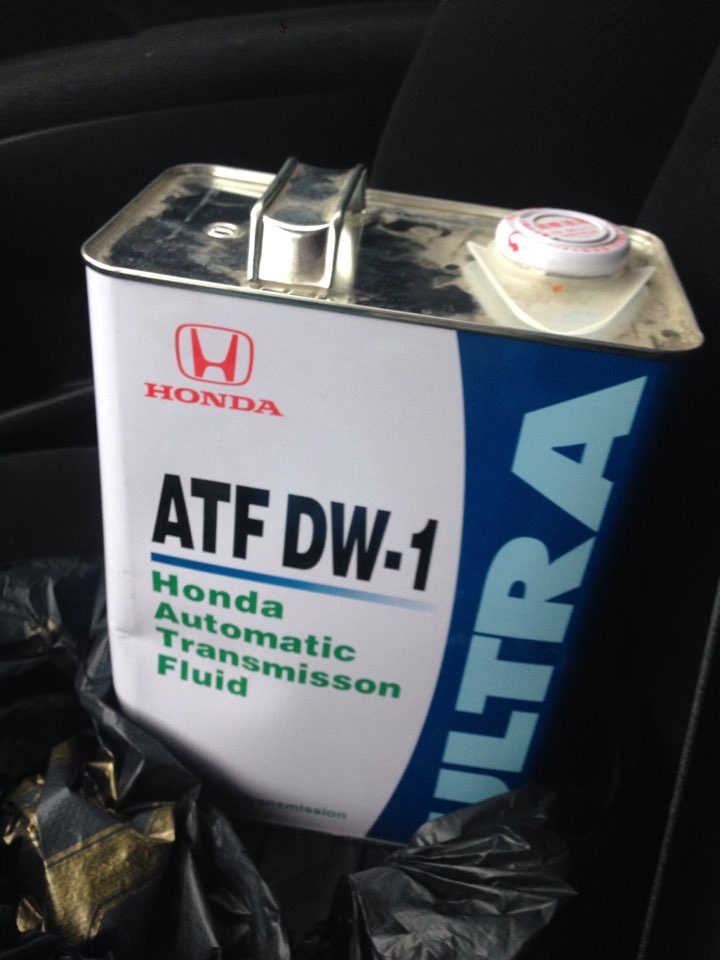 HONDA
ATF DW-1
Honda
Automatic
Transmisson
Fluid
ULTRA